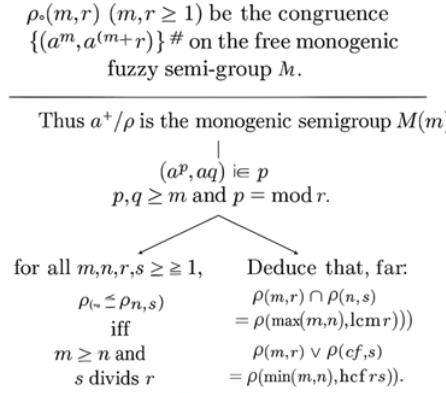 ρ∘(m,r) (m,r ≥ 1) be the congruence
{(a^m,a^(m+r)}# on the free monogenic
fuzzy semi-group M.
Thus a⁺/ρ is the monogenic semigroup M(m)
(a^p,aq) i∈ p
p,q ≥ m and p = mod r.
for all m,n,r,s ≥ ≧ 1,
ρ(~ ≤ ρn,s)
iff
m ≥ n and
s divids r
Deduce that, far:
ρ(m,r) ∩ ρ(n,s)
= ρ(max(m,n),lcm r)))
ρ(m,r) ∨ ρ(cf,s)
= ρ(min(m,n),hcf rs)).